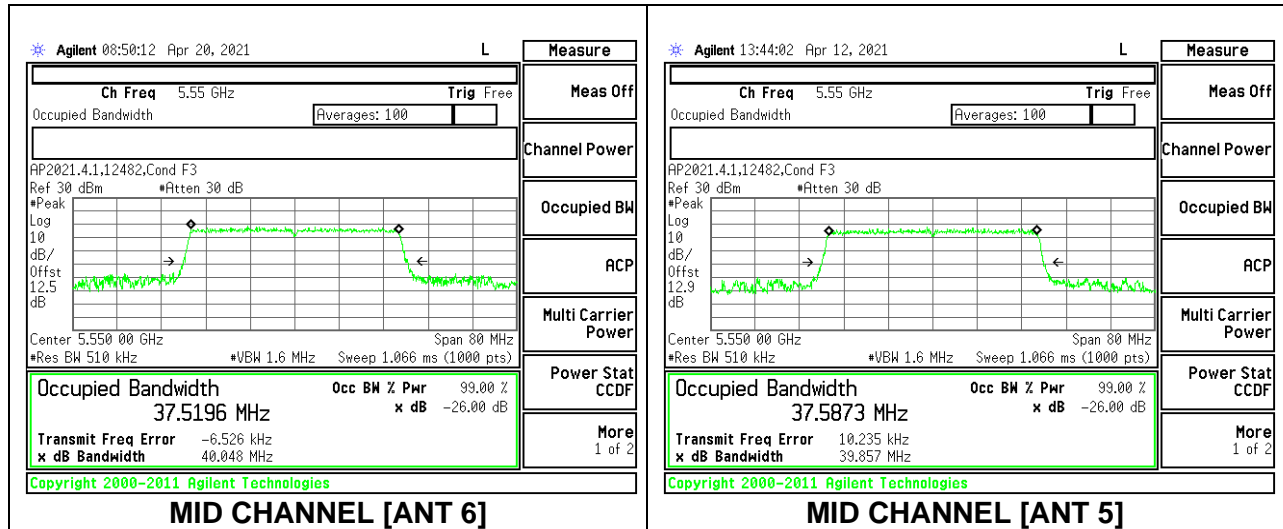 Agilent 08:50:12 Apr 20, 2021 L Measure
Ch Freq 5.55 GHz Trig Free
Occupied Bandwidth Averages: 100
AP2021.4.1,12482,Cond F3
Ref 30 dBm #Atten 30 dB
#Peak
Log
10
dB/
Offst
12.5
dB
Center 5.550 00 GHz Span 80 MHz
#Res BW 510 kHz #VBW 1.6 MHz Sweep 1.066 ms (1000 pts)
Occupied Bandwidth Occ BW % Pwr 99.00 %
37.5196 MHz x dB -26.00 dB
Transmit Freq Error -6.526 kHz
x dB Bandwidth 40.048 MHz
Copyright 2000-2011 Agilent Technologies
Meas Off
Channel Power
Occupied BW
ACP
Multi Carrier
Power
Power Stat
CCDF
More
1 of 2
MID CHANNEL [ANT 6]
Agilent 13:44:02 Apr 12, 2021 L Measure
Ch Freq 5.55 GHz Trig Free
Occupied Bandwidth Averages: 100
AP2021.4.1,12482,Cond F3
Ref 30 dBm #Atten 30 dB
#Peak
Log
10
dB/
Offst
12.9
dB
Center 5.550 00 GHz Span 80 MHz
#Res BW 510 kHz #VBW 1.6 MHz Sweep 1.066 ms (1000 pts)
Occupied Bandwidth Occ BW % Pwr 99.00 %
37.5873 MHz x dB -26.00 dB
Transmit Freq Error 10.235 kHz
x dB Bandwidth 39.857 MHz
Copyright 2000-2011 Agilent Technologies
Meas Off
Channel Power
Occupied BW
ACP
Multi Carrier
Power
Power Stat
CCDF
More
1 of 2
MID CHANNEL [ANT 5]